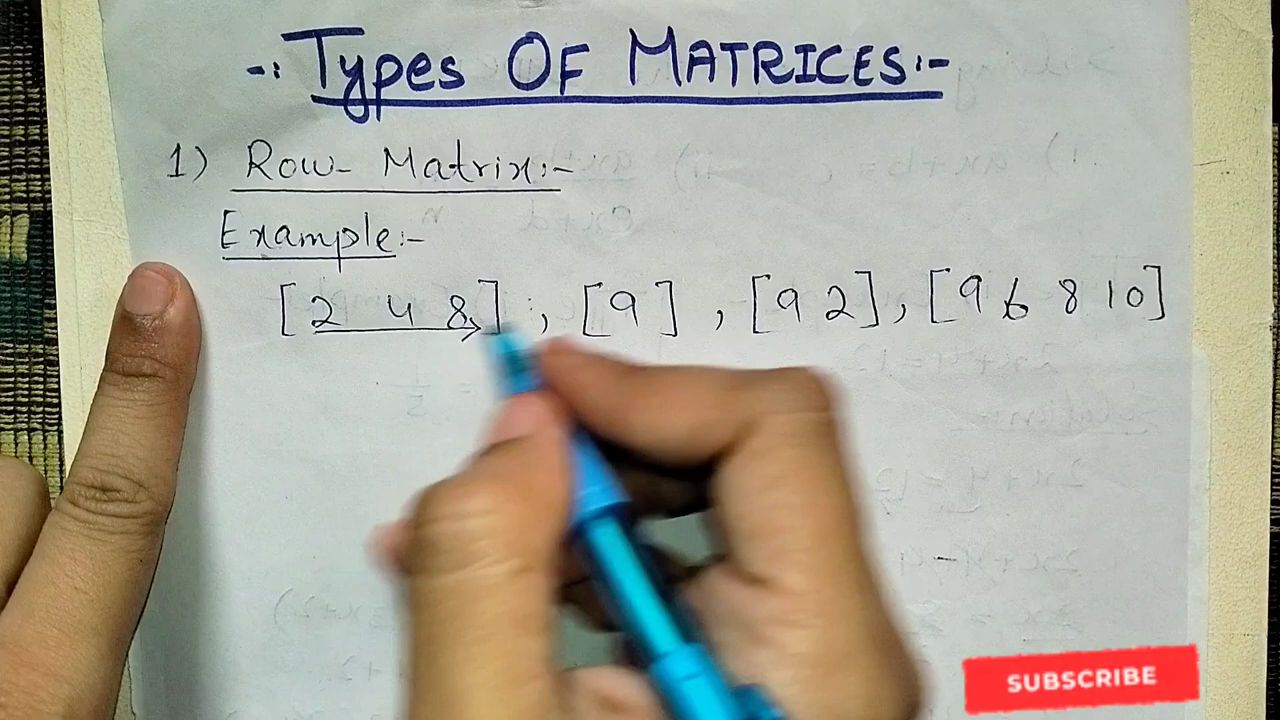 -: Types OF MATRICES:-
1) Row- Matrix:-
Example:-
[2 4 8], [9], [9 2], [9 6 8 10]
SUBSCRIBE